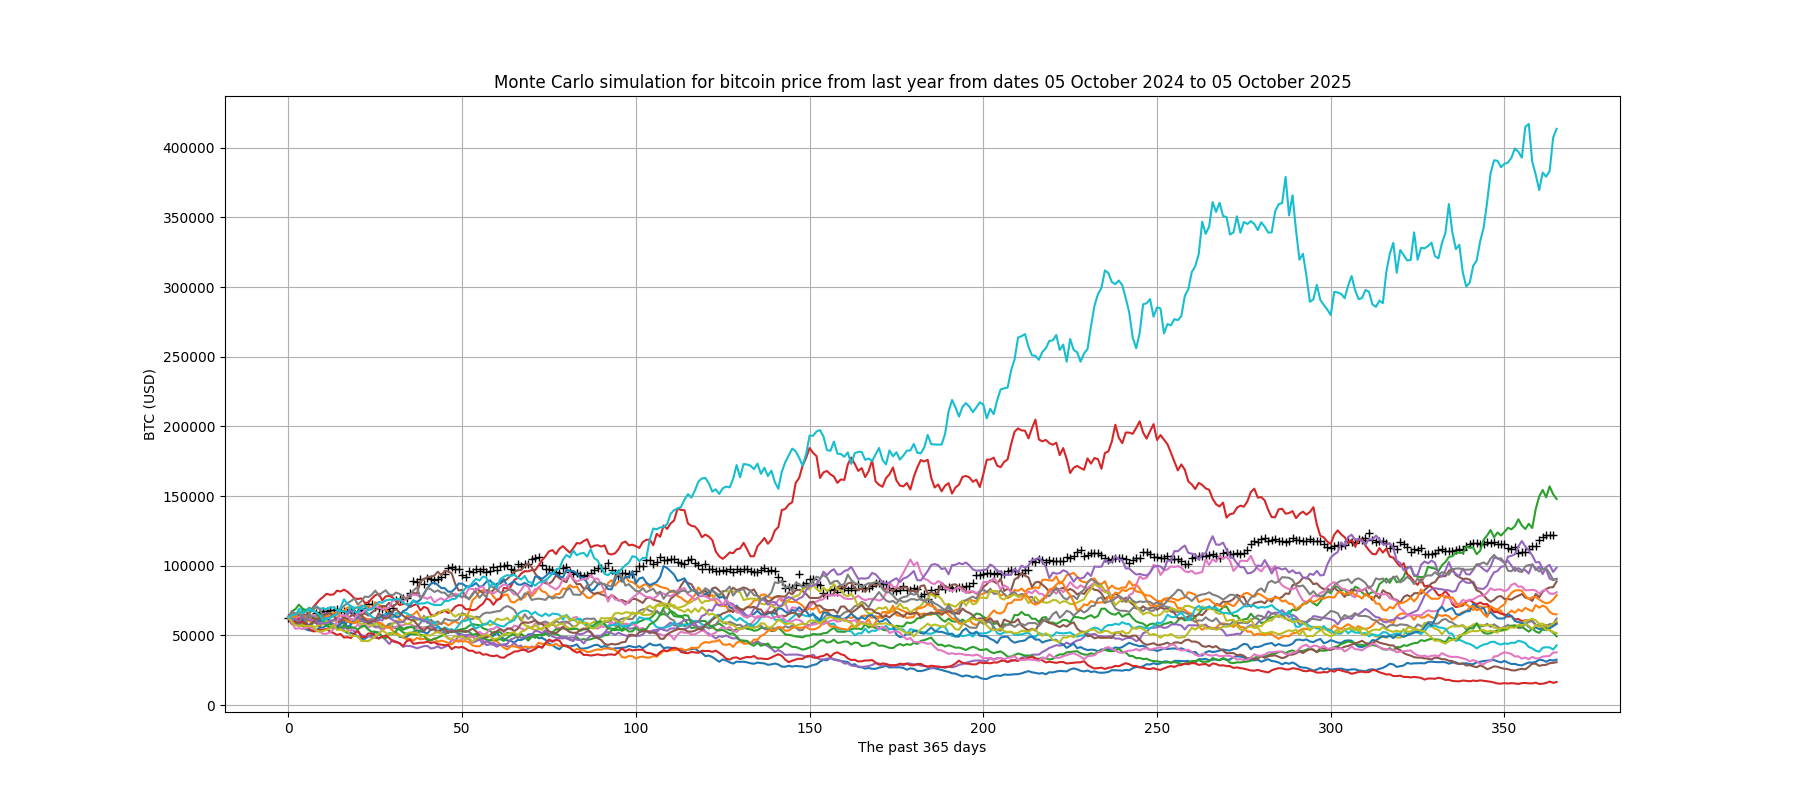 Monte Carlo simulation for bitcoin price from last year from dates 05 October 2024 to 05 October 2025
400000
350000
300000
250000
200000
150000
100000
50000
0
BTC (USD)
0 50 100 150 200 250 300 350
The past 365 days